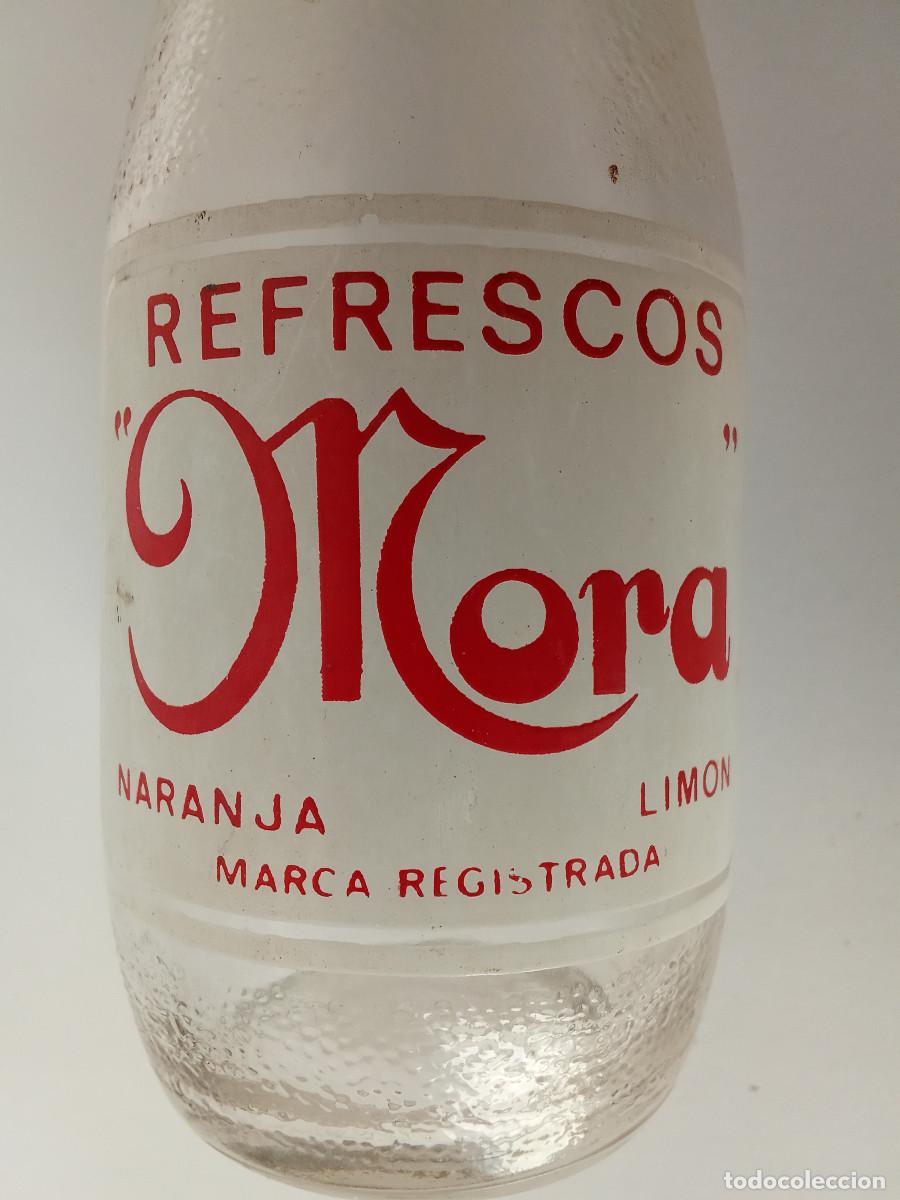 REFRESCOS
"Mora"
NARANJA LIMON
MARCA REGISTRADA
todocoleccion